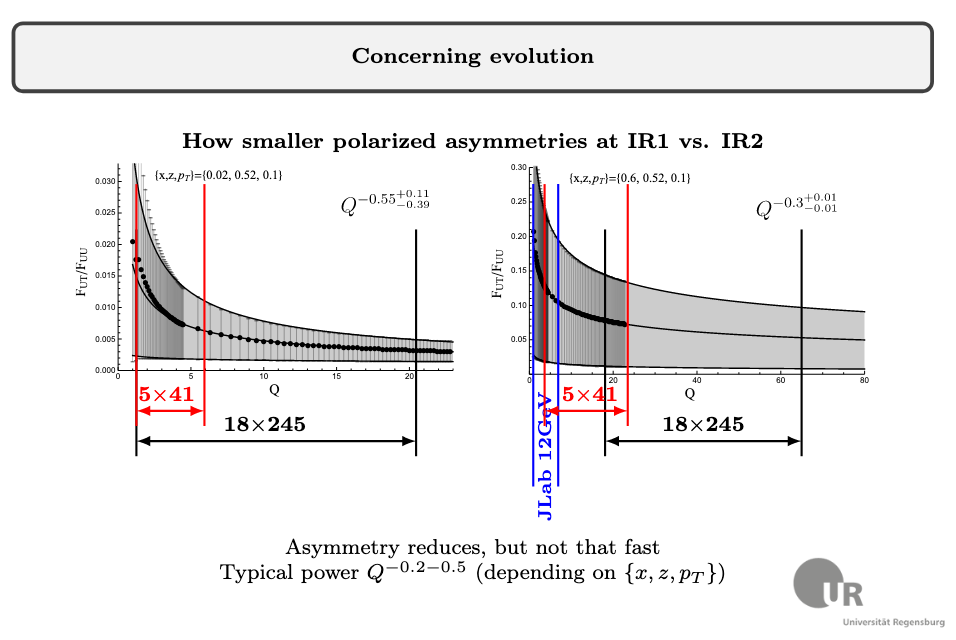 Concerning evolution
How smaller polarized asymmetries at IR1 vs. IR2
{x,z,p_T}={0.02, 0.52, 0.1}
Q^{-0.55^{+0.11}_{-0.39}}
F_UT/F_UU
0.030
0.025
0.020
0.015
0.010
0.005
0.000
0 5 10 15 20
Q
5×41
18×245
{x,z,p_T}={0.6, 0.52, 0.1}
Q^{-0.3^{+0.01}_{-0.01}}
F_UT/F_UU
0.30
0.25
0.20
0.15
0.10
0.05
0 20 40 60 80
Q
5×41
18×245
JLab 12GeV
Asymmetry reduces, but not that fast
Typical power Q^{-0.2-0.5} (depending on {x, z, p_T})
UR
Universität Regensburg